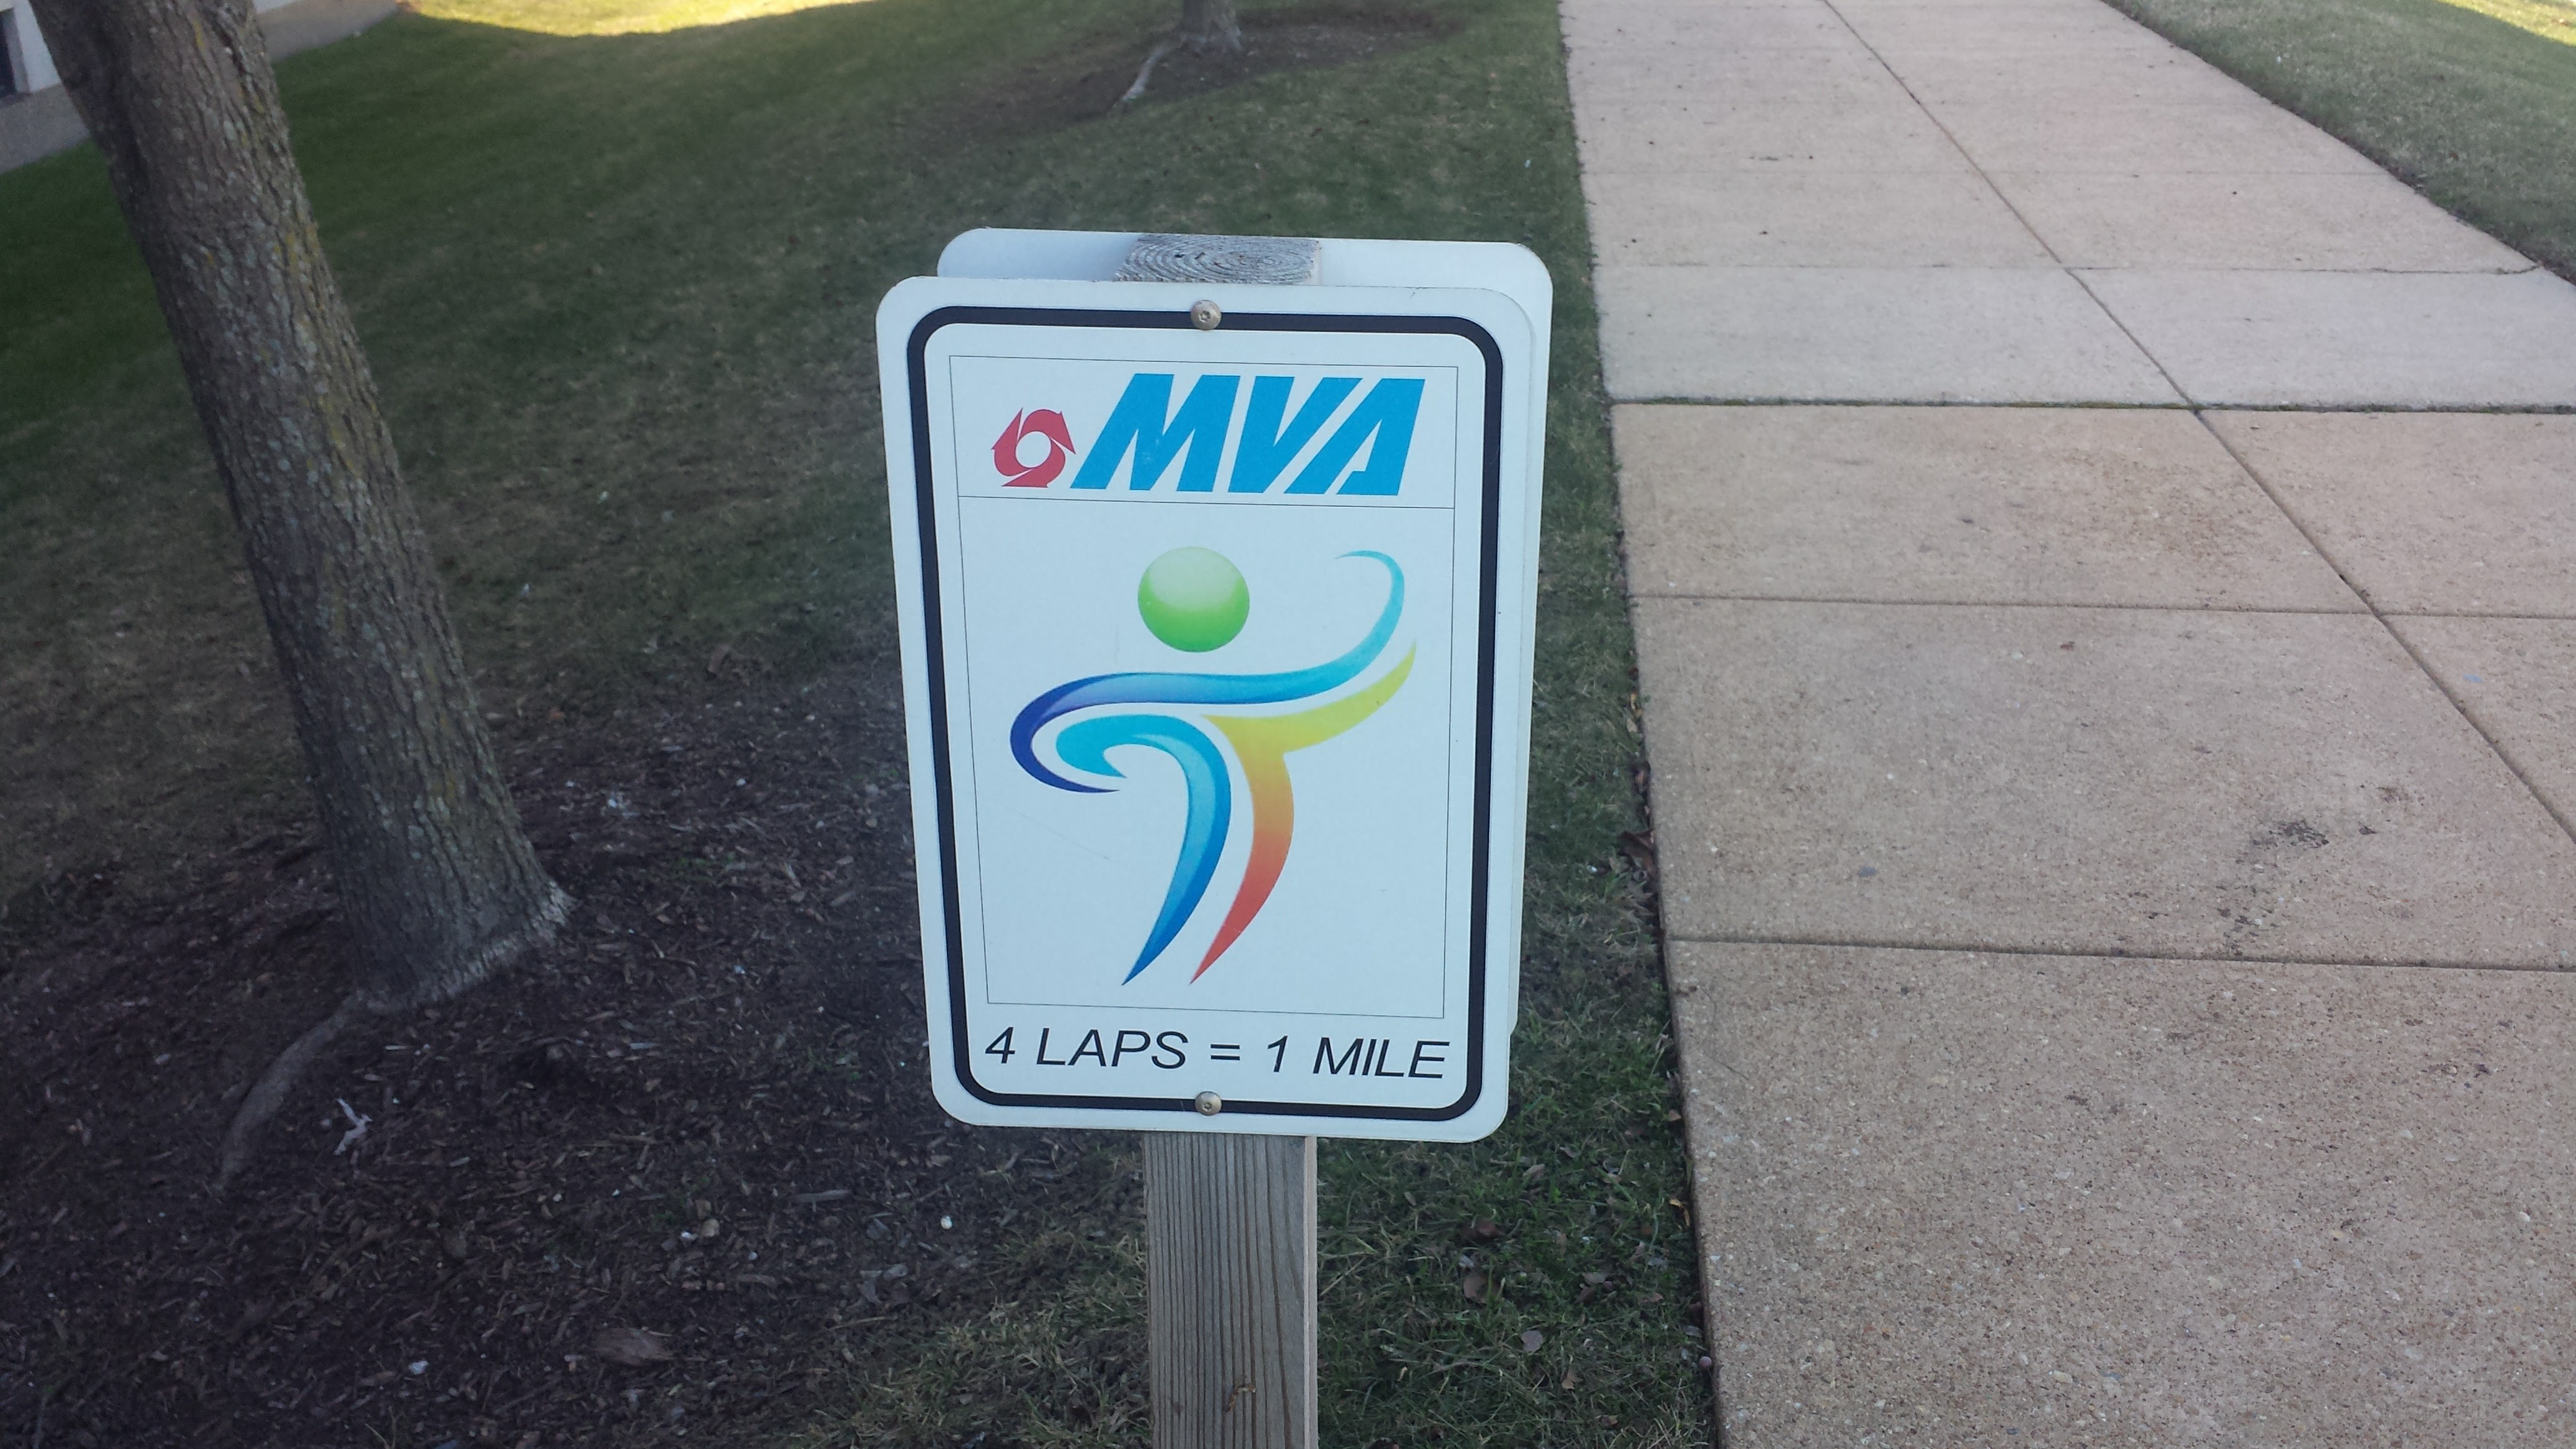 MVA
4 LAPS = 1 MILE